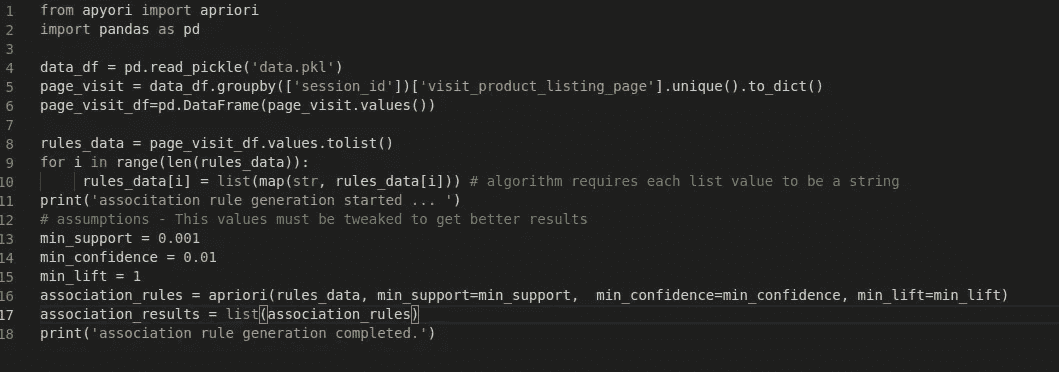 1 from apyori import apriori
2 import pandas as pd
3
4 data_df = pd.read_pickle('data.pkl')
5 page_visit = data_df.groupby(['session_id'])['visit_product_listing_page'].unique().to_dict()
6 page_visit_df=pd.DataFrame(page_visit.values())
7
8 rules_data = page_visit_df.values.tolist()
9 for i in range(len(rules_data)):
10     rules_data[i] = list(map(str, rules_data[i])) # algorithm requires each list value to be a string
11 print('associtation rule generation started ... ')
12 # assumptions - This values must be tweaked to get better results
13 min_support = 0.001
14 min_confidence = 0.01
15 min_lift = 1
16 association_rules = apriori(rules_data, min_support=min_support,  min_confidence=min_confidence, min_lift=min_lift)
17 association_results = list(association_rules)
18 print('association rule generation completed.')